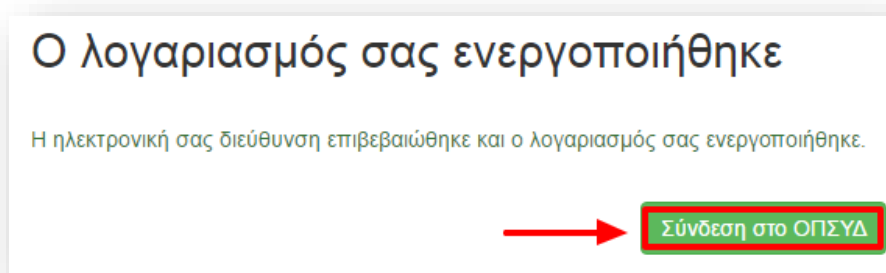 Ο λογαριασμός σας ενεργοποιήθηκε
Η ηλεκτρονική σας διεύθυνση επιβεβαιώθηκε και ο λογαριασμός σας ενεργοποιήθηκε.
Σύνδεση στο ΟΠΣΥΔ